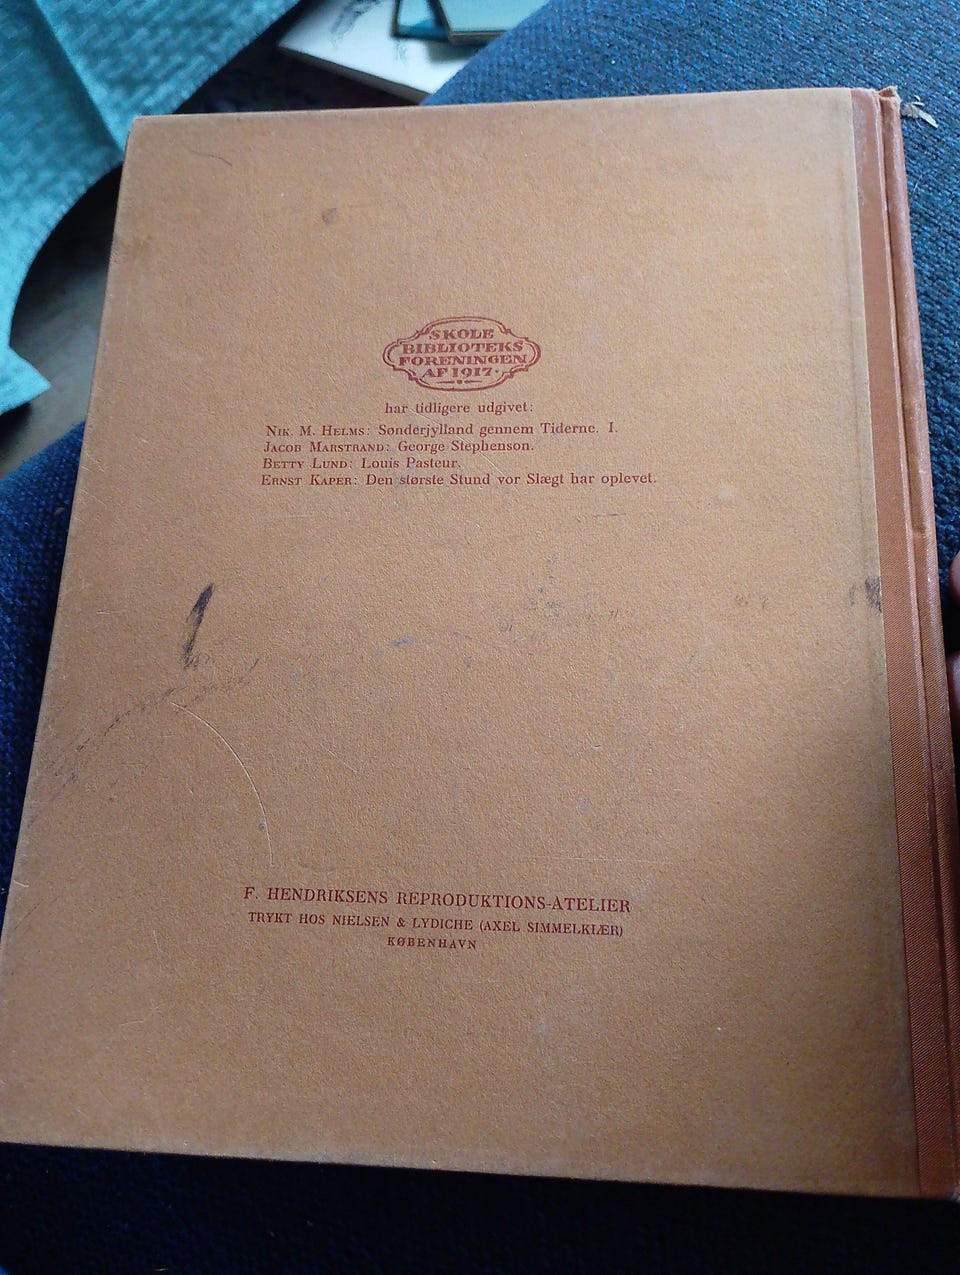 SKOLE
BIBLIOTEKS
FORENINGEN
AF 1917·
har tidligere udgivet:
NIK. M. HELMS: Sønderjylland gennem Tiderne. I.
JACOB MARSTRAND: George Stephenson.
BETTY LUND: Louis Pasteur.
ERNST KAPER: Den største Stund vor Slægt har oplevet.
F. HENDRIKSENS REPRODUKTIONS-ATELIER
TRYKT HOS NIELSEN & LYDICHE (AXEL SIMMELKIÆR)
KØBENHAVN